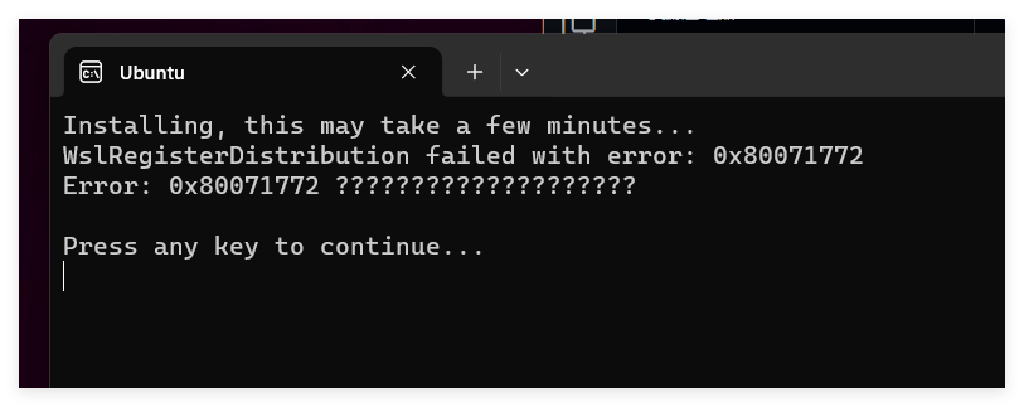 Ubuntu
Installing, this may take a few minutes...
WslRegisterDistribution failed with error: 0x80071772
Error: 0x80071772 ????????????????????
Press any key to continue...